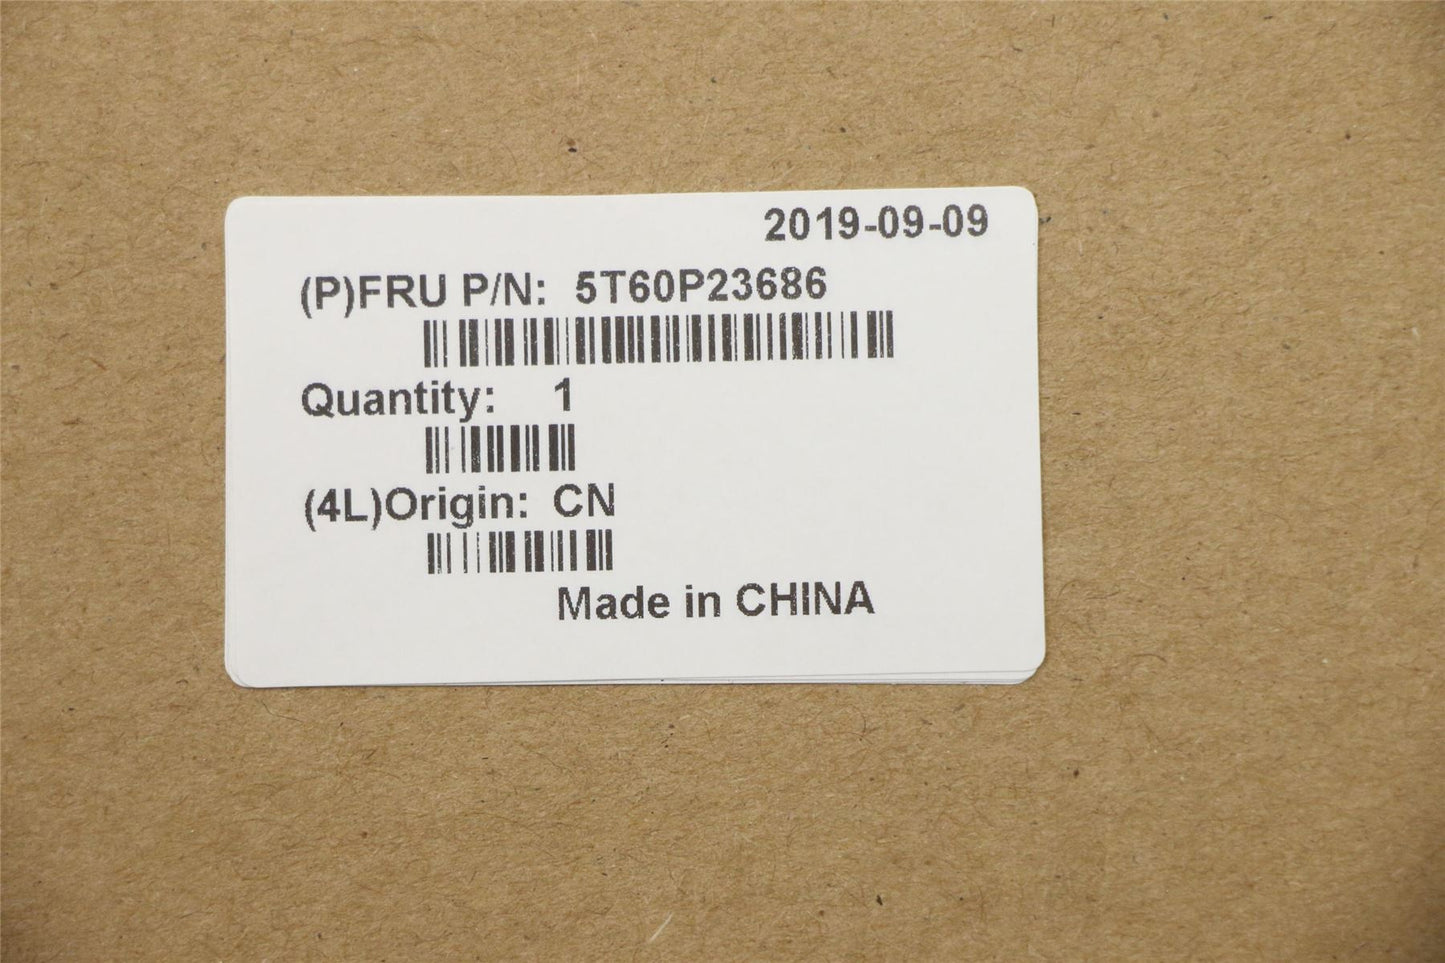 2019-09-09
(P)FRU P/N: 5T60P23686
Quantity: 1
(4L)Origin: CN
Made in CHINA